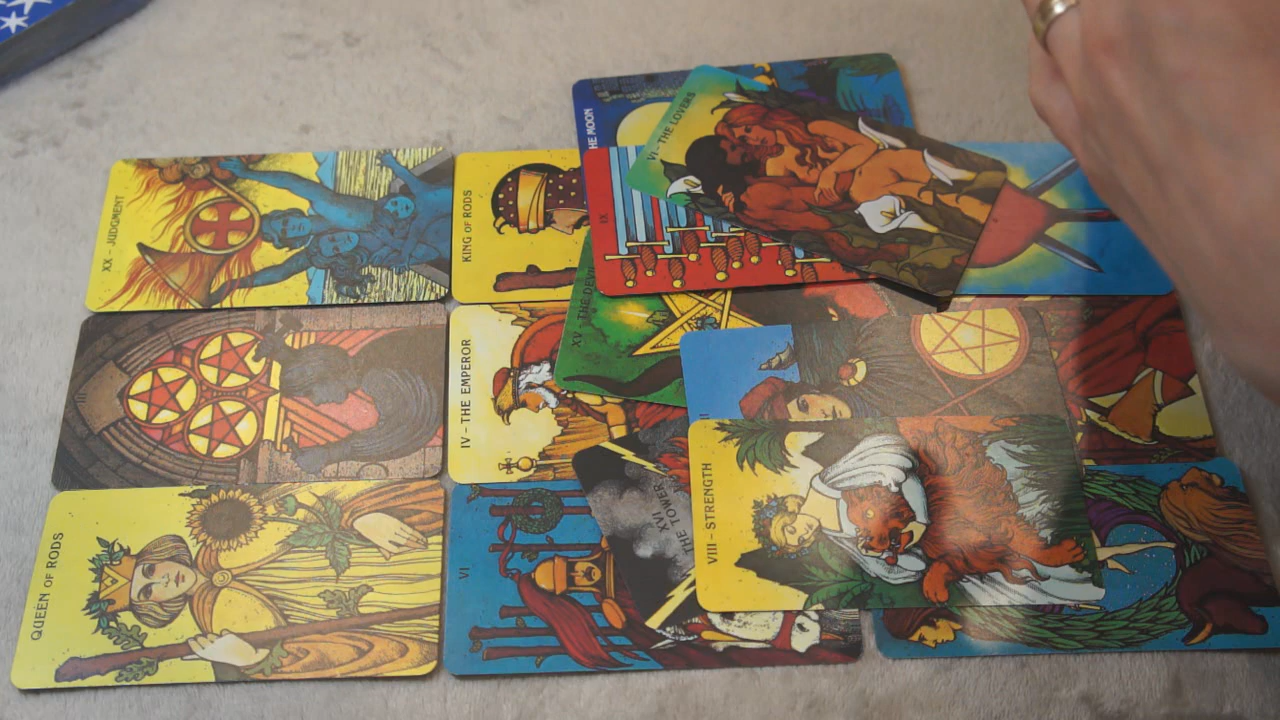 XX - JUDGMENT
KING OF RODS
HE MOON
VI - THE LOVERS
IX
XV - THE DEVI
III
IV - THE EMPEROR
QUEEN OF RODS
VI
XVI
THE TOWER
VIII - STRENGTH